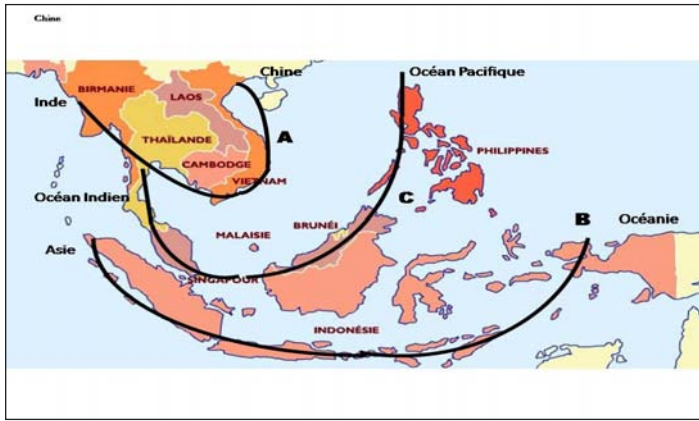 Chine
Chine
Océan Pacifique
BIRMANIE
LAOS
Inde
THAÏLANDE
A
PHILIPPINES
CAMBODGE
VIETNAM
Océan Indien
C
BRUNÉI
B
Océanie
MALAISIE
Asie
SINGAPOUR
INDONÉSIE